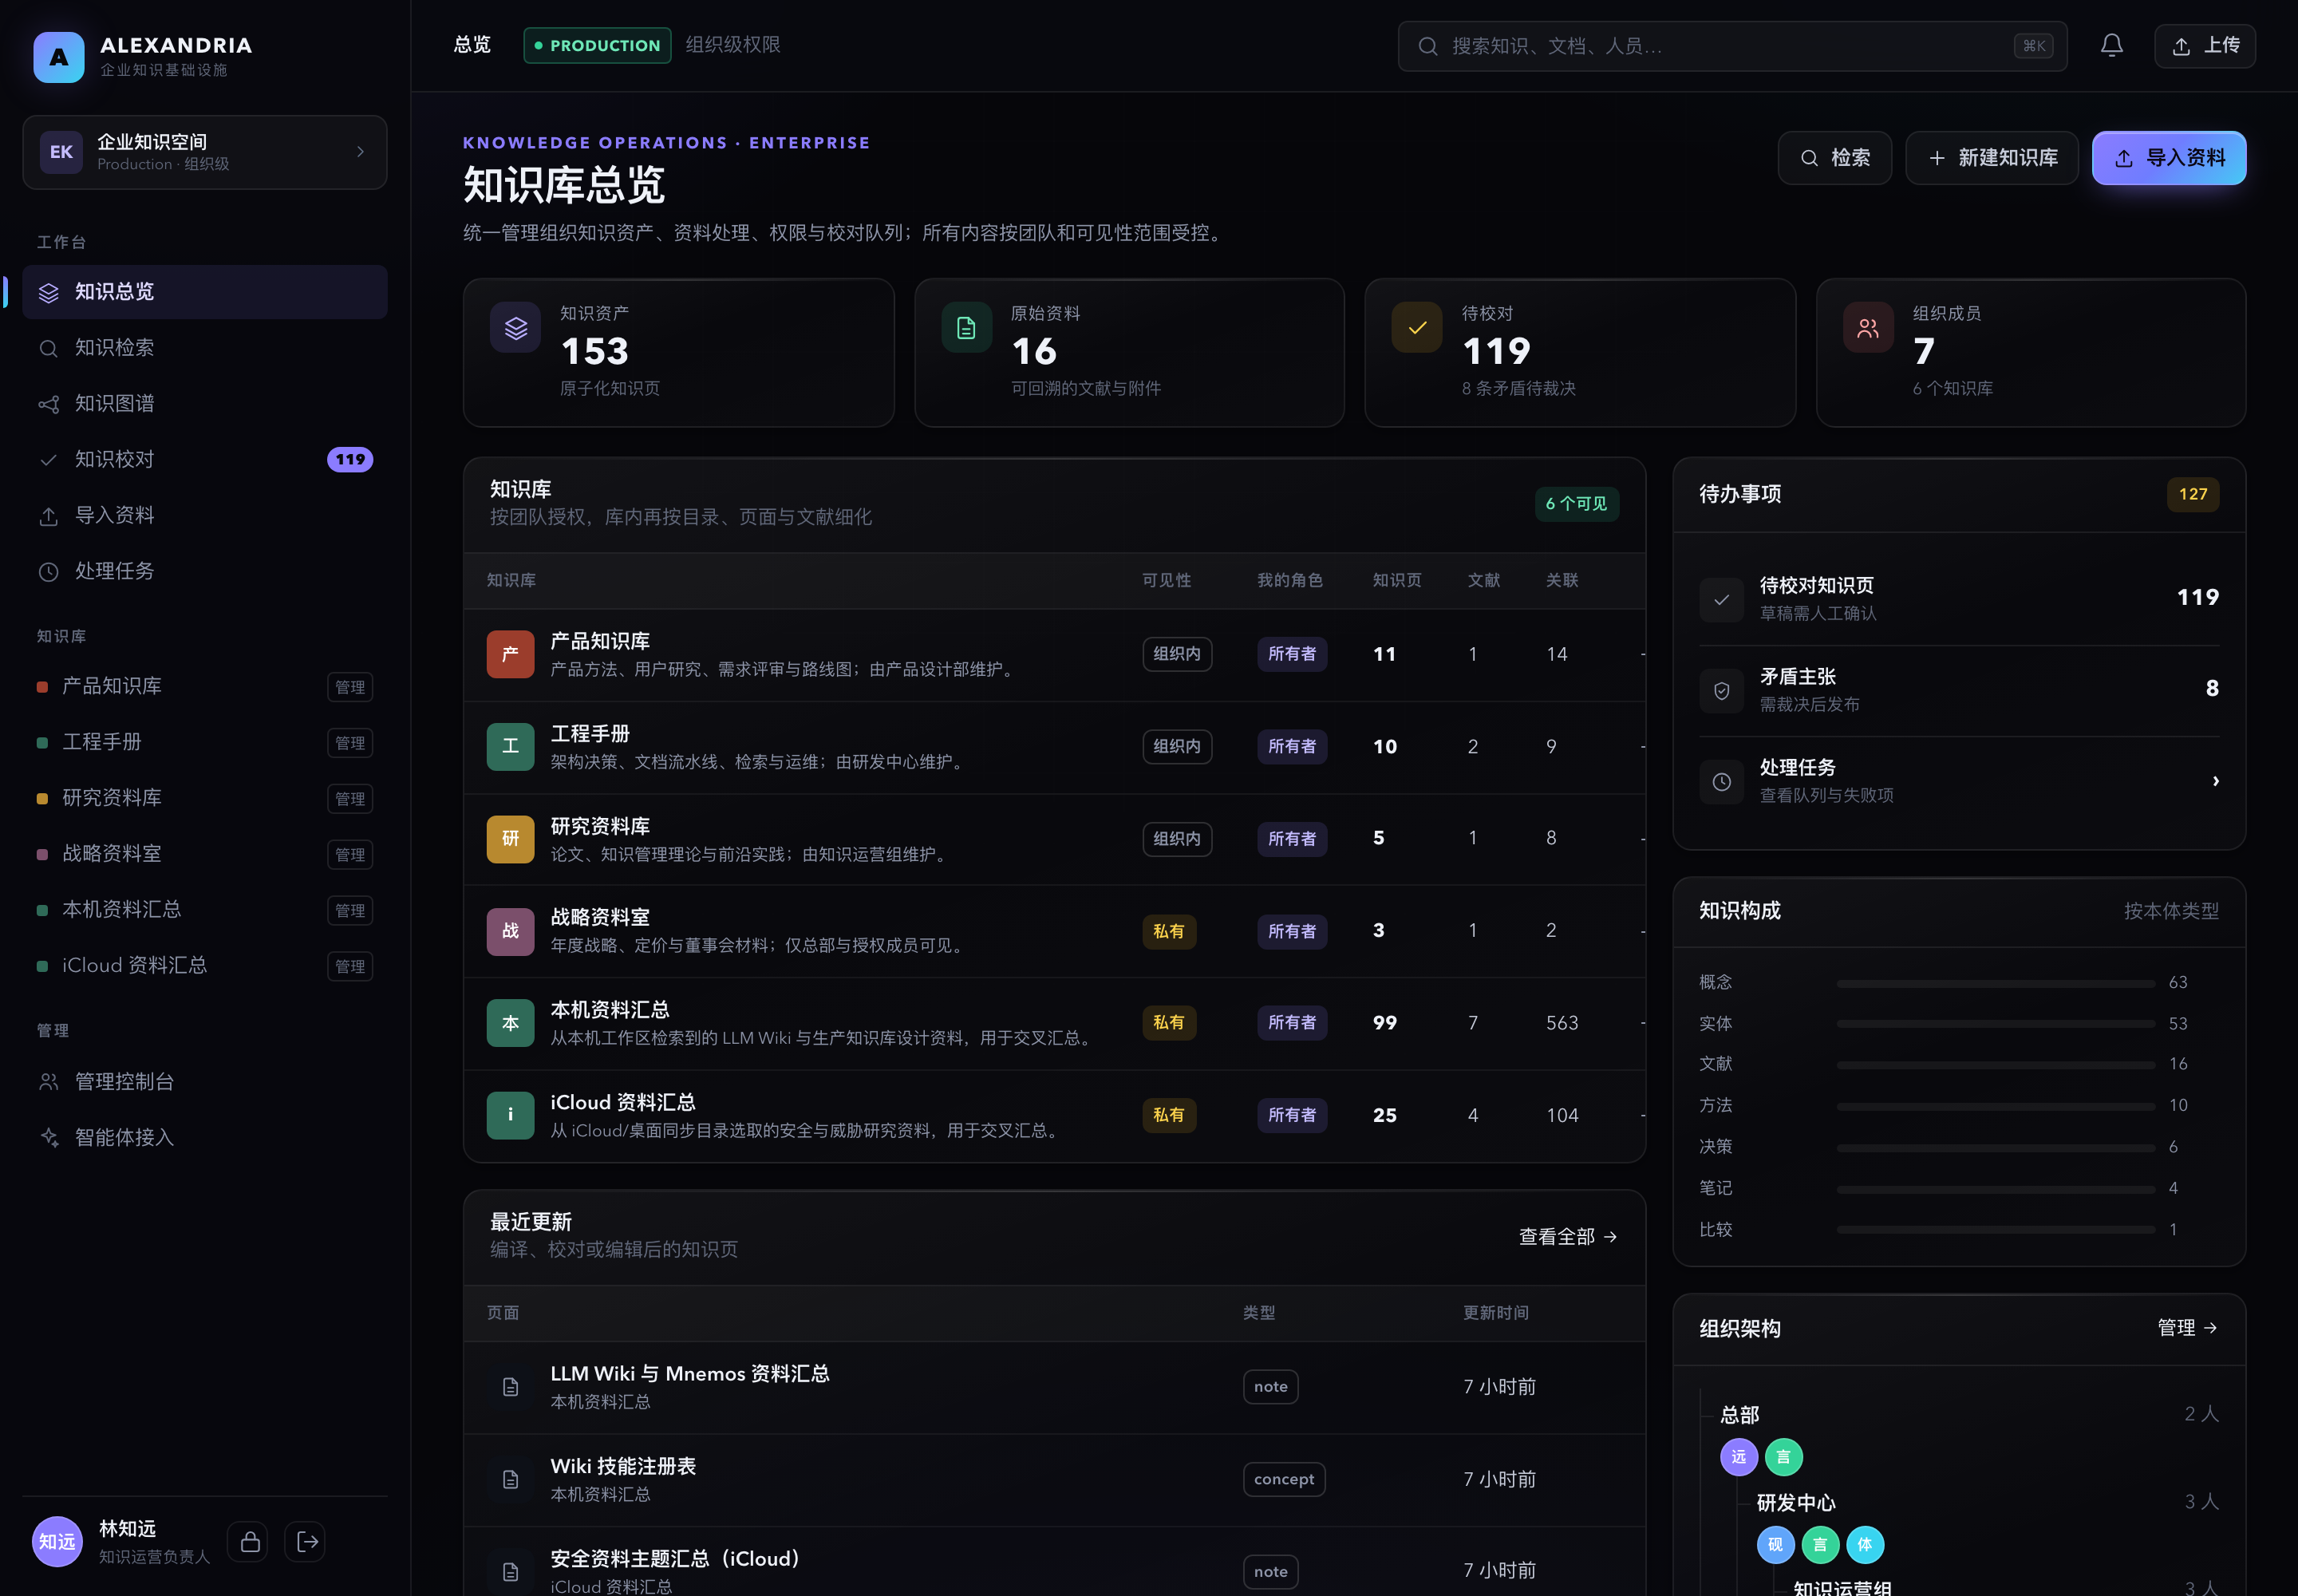 A
ALEXANDRIA
企业知识基础设施
EK
企业知识空间
Production · 组织级
工作台
知识总览
知识检索
知识图谱
知识校对
119
导入资料
处理任务
知识库
产品知识库
管理
工程手册
管理
研究资料库
管理
战略资料室
管理
本机资料汇总
管理
iCloud 资料汇总
管理
管理
管理控制台
智能体接入
知远
林知远
知识运营负责人
总览
PRODUCTION
组织级权限
搜索知识、文档、人员...
⌘K
上传
KNOWLEDGE OPERATIONS · ENTERPRISE
知识库总览
统一管理组织知识资产、资料处理、权限与校对队列；所有内容按团队和可见性范围受控。
检索
新建知识库
导入资料
知识资产
153
原子化知识页
原始资料
16
可回溯的文献与附件
待校对
119
8 条矛盾待裁决
组织成员
7
6 个知识库
知识库
按团队授权，库内再按目录、页面与文献细化
6 个可见
知识库 可见性 我的角色 知识页 文献 关联
产
产品知识库
产品方法、用户研究、需求评审与路线图；由产品设计部维护。
组织内 所有者 11 1 14 -
工
工程手册
架构决策、文档流水线、检索与运维；由研发中心维护。
组织内 所有者 10 2 9 -
研
研究资料库
论文、知识管理理论与前沿实践；由知识运营组维护。
组织内 所有者 5 1 8 -
战
战略资料室
年度战略、定价与董事会材料；仅总部与授权成员可见。
私有 所有者 3 1 2 -
本
本机资料汇总
从本机工作区检索到的 LLM Wiki 与生产知识库设计资料，用于交叉汇总。
私有 所有者 99 7 563 -
i
iCloud 资料汇总
从 iCloud/桌面同步目录选取的安全与威胁研究资料，用于交叉汇总。
私有 所有者 25 4 104 -
最近更新
编译、校对或编辑后的知识页
查看全部 →
页面 类型 更新时间
LLM Wiki 与 Mnemos 资料汇总
本机资料汇总
note 7 小时前
Wiki 技能注册表
本机资料汇总
concept 7 小时前
安全资料主题汇总（iCloud）
iCloud 资料汇总
note 7 小时前
待办事项
127
待校对知识页
草稿需人工确认
119
矛盾主张
需裁决后发布
8
处理任务
查看队列与失败项
›
知识构成
按本体类型
概念 63
实体 53
文献 16
方法 10
决策 6
笔记 4
比较 1
组织架构
管理 →
总部
2 人
远 言
研发中心
3 人
砚 言 体
知识运营组
3 人